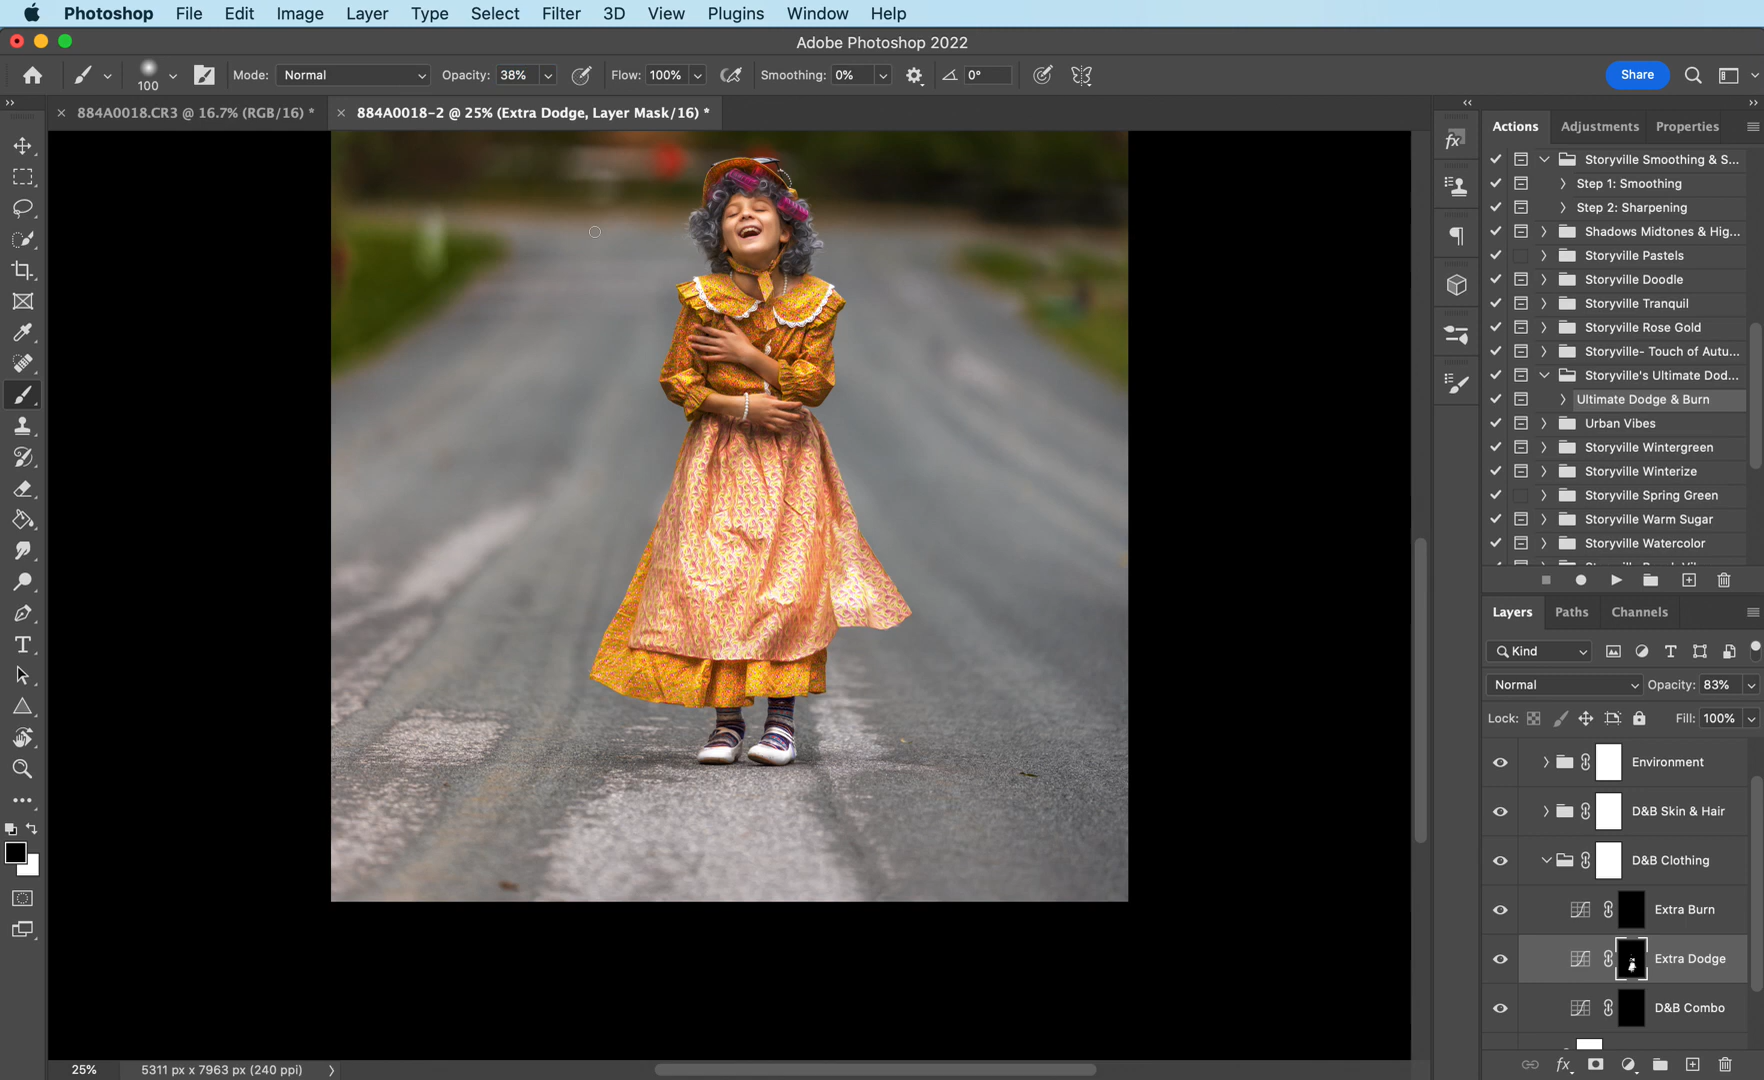 Photoshop File Edit Image Layer Type Select Filter 3D View Plugins Window Help
Adobe Photoshop 2022
100 Mode: Normal Opacity: 38% Flow: 100% Smoothing: 0% 0° Share
884A0018.CR3 @ 16.7% (RGB/16) * 884A0018-2 @ 25% (Extra Dodge, Layer Mask/16) *
Actions Adjustments Properties
Storyville Smoothing & S...
Step 1: Smoothing
Step 2: Sharpening
Shadows Midtones & Hig...
Storyville Pastels
Storyville Doodle
Storyville Tranquil
Storyville Rose Gold
Storyville- Touch of Autu...
Storyville's Ultimate Dod...
Ultimate Dodge & Burn
Urban Vibes
Storyville Wintergreen
Storyville Winterize
Storyville Spring Green
Storyville Warm Sugar
Storyville Watercolor
Layers Paths Channels
Kind
Normal Opacity: 83%
Lock: Fill: 100%
Environment
D&B Skin & Hair
D&B Clothing
Extra Burn
Extra Dodge
D&B Combo
25% 5311 px x 7963 px (240 ppi)